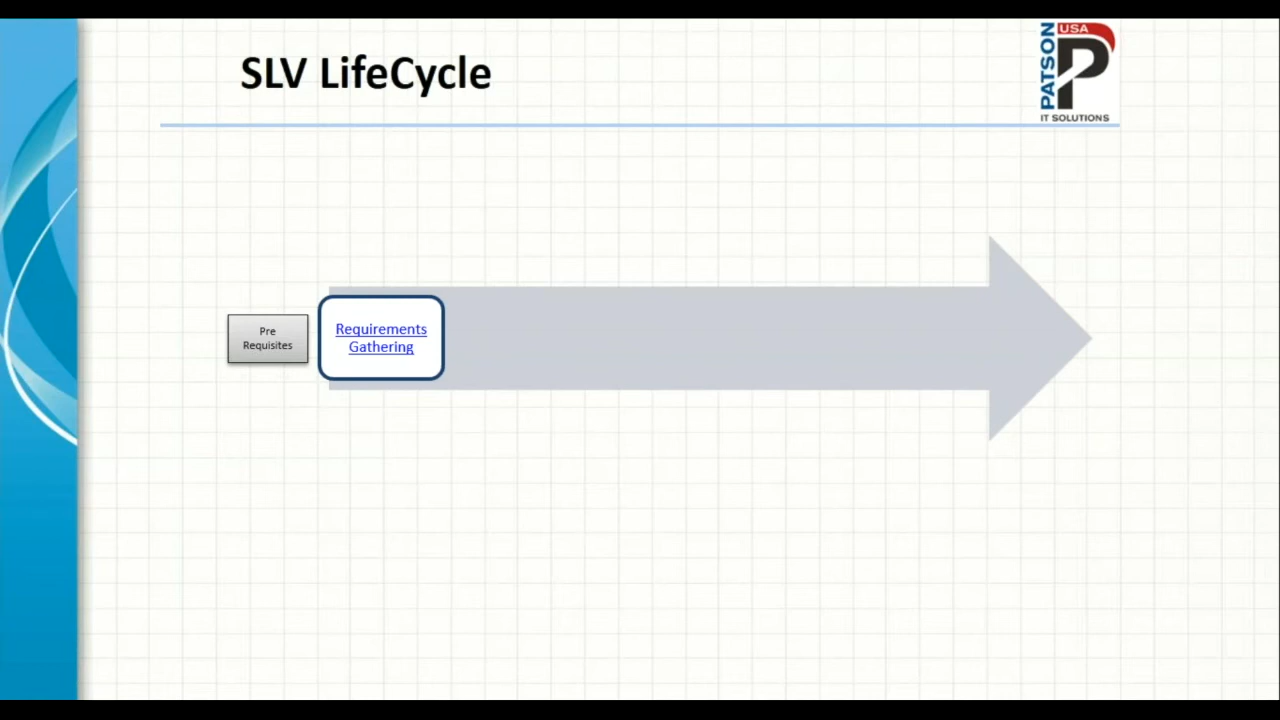 SLV LifeCycle
PATSON
USA
P
IT SOLUTIONS
Pre
Requisites
Requirements
Gathering